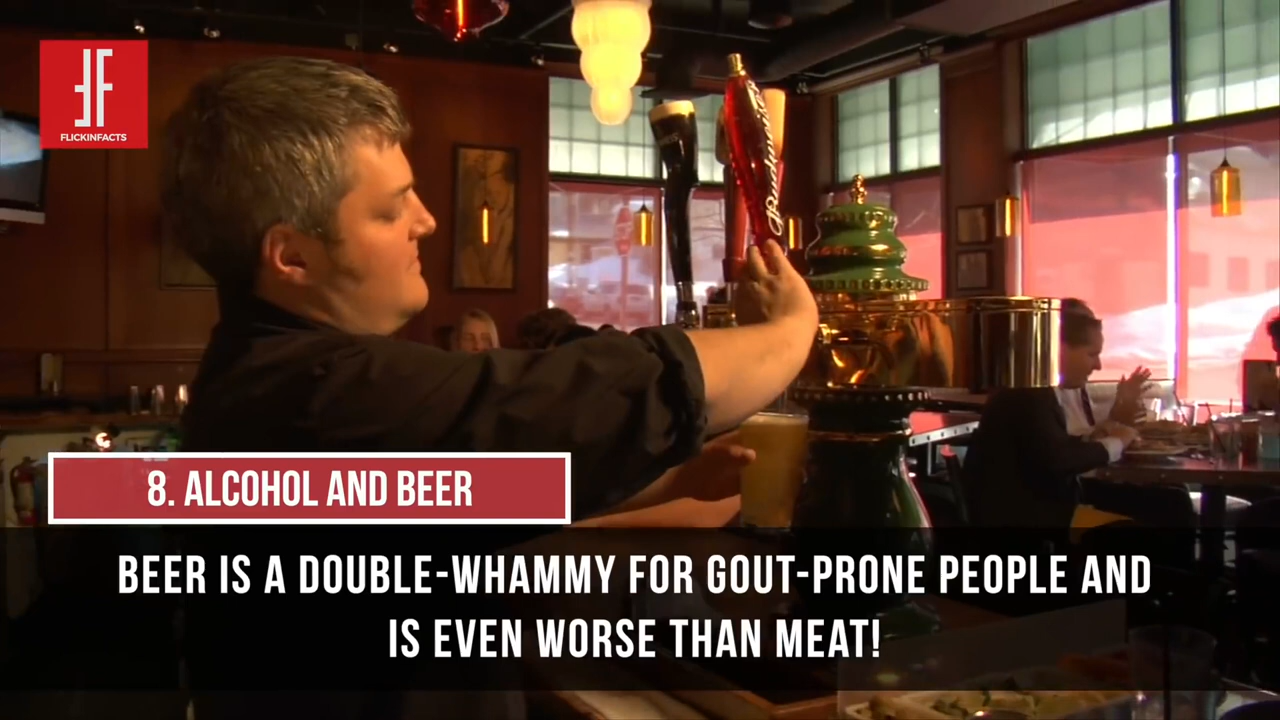 FLICKINFACTS
8. ALCOHOL AND BEER
BEER IS A DOUBLE-WHAMMY FOR GOUT-PRONE PEOPLE AND
IS EVEN WORSE THAN MEAT!